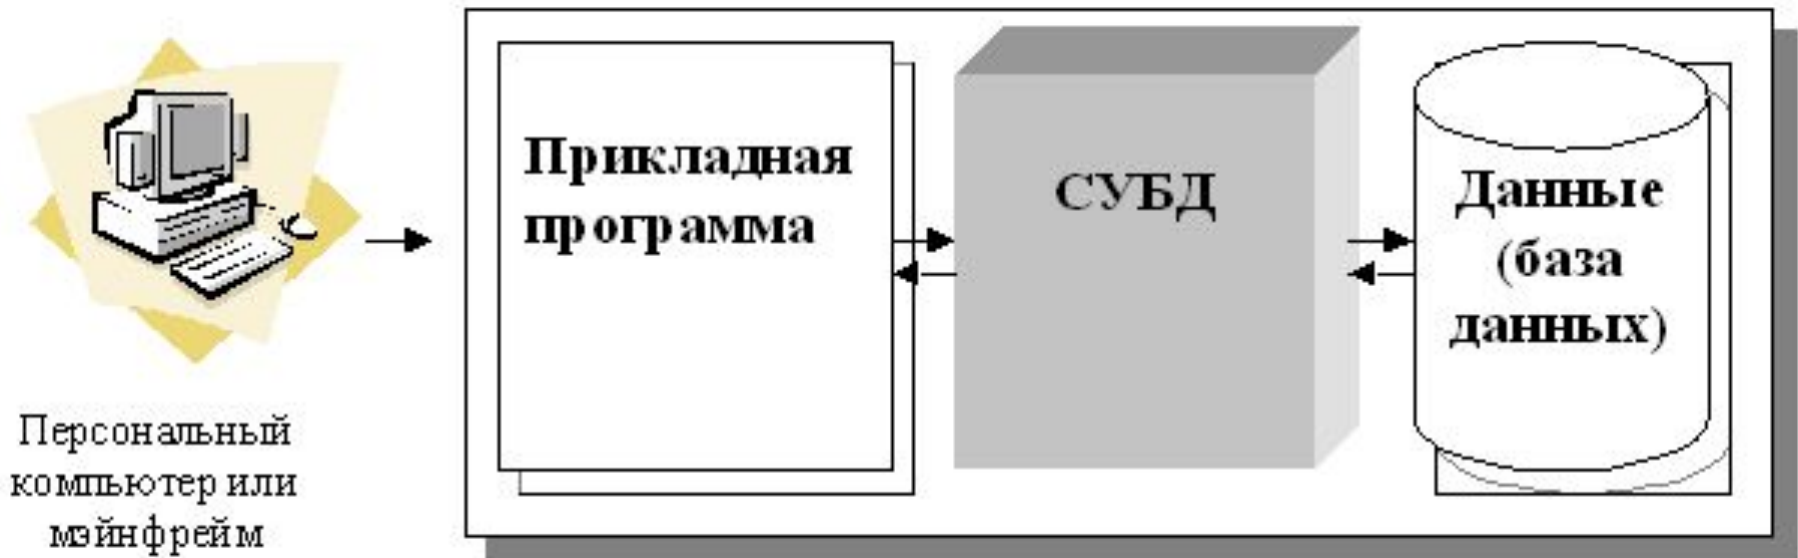 Персональный
компьютер или
мэйнфрейм
Прикладная
программа
СУБД
Данные
(база
данных)